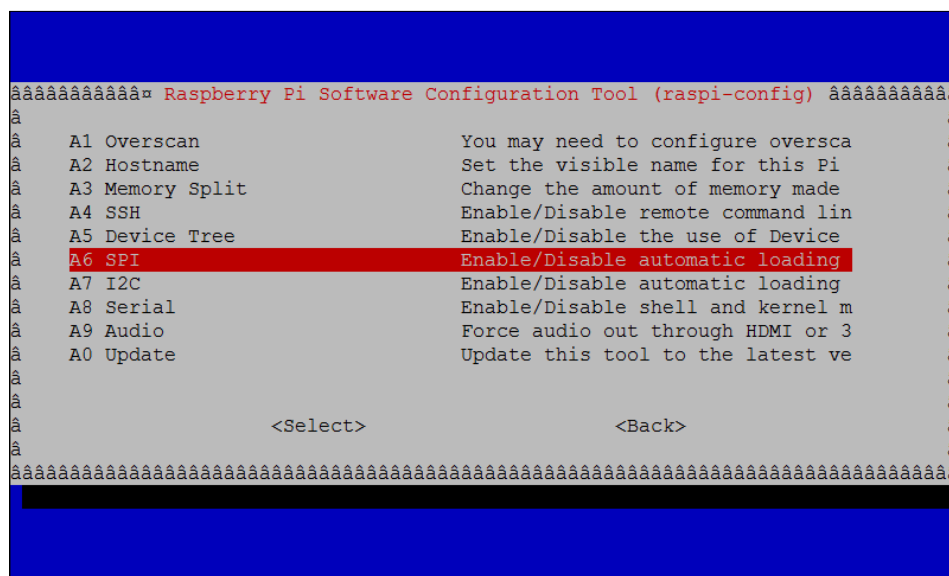 âââââââââââ¤ Raspberry Pi Software Configuration Tool (raspi-config) ââââââââââ
A1 Overscan You may need to configure oversca
A2 Hostname Set the visible name for this Pi
A3 Memory Split Change the amount of memory made
A4 SSH Enable/Disable remote command lin
A5 Device Tree Enable/Disable the use of Device
A6 SPI Enable/Disable automatic loading
A7 I2C Enable/Disable automatic loading
A8 Serial Enable/Disable shell and kernel m
A9 Audio Force audio out through HDMI or 3
A0 Update Update this tool to the latest ve
<Select> <Back>